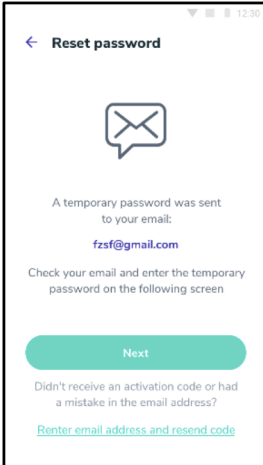 12:30
Reset password
A temporary password was sent
to your email:
fzsf@gmail.com
Check your email and enter the temporary
password on the following screen
Next
Didn't receive an activation code or had
a mistake in the email address?
Renter email address and resend code